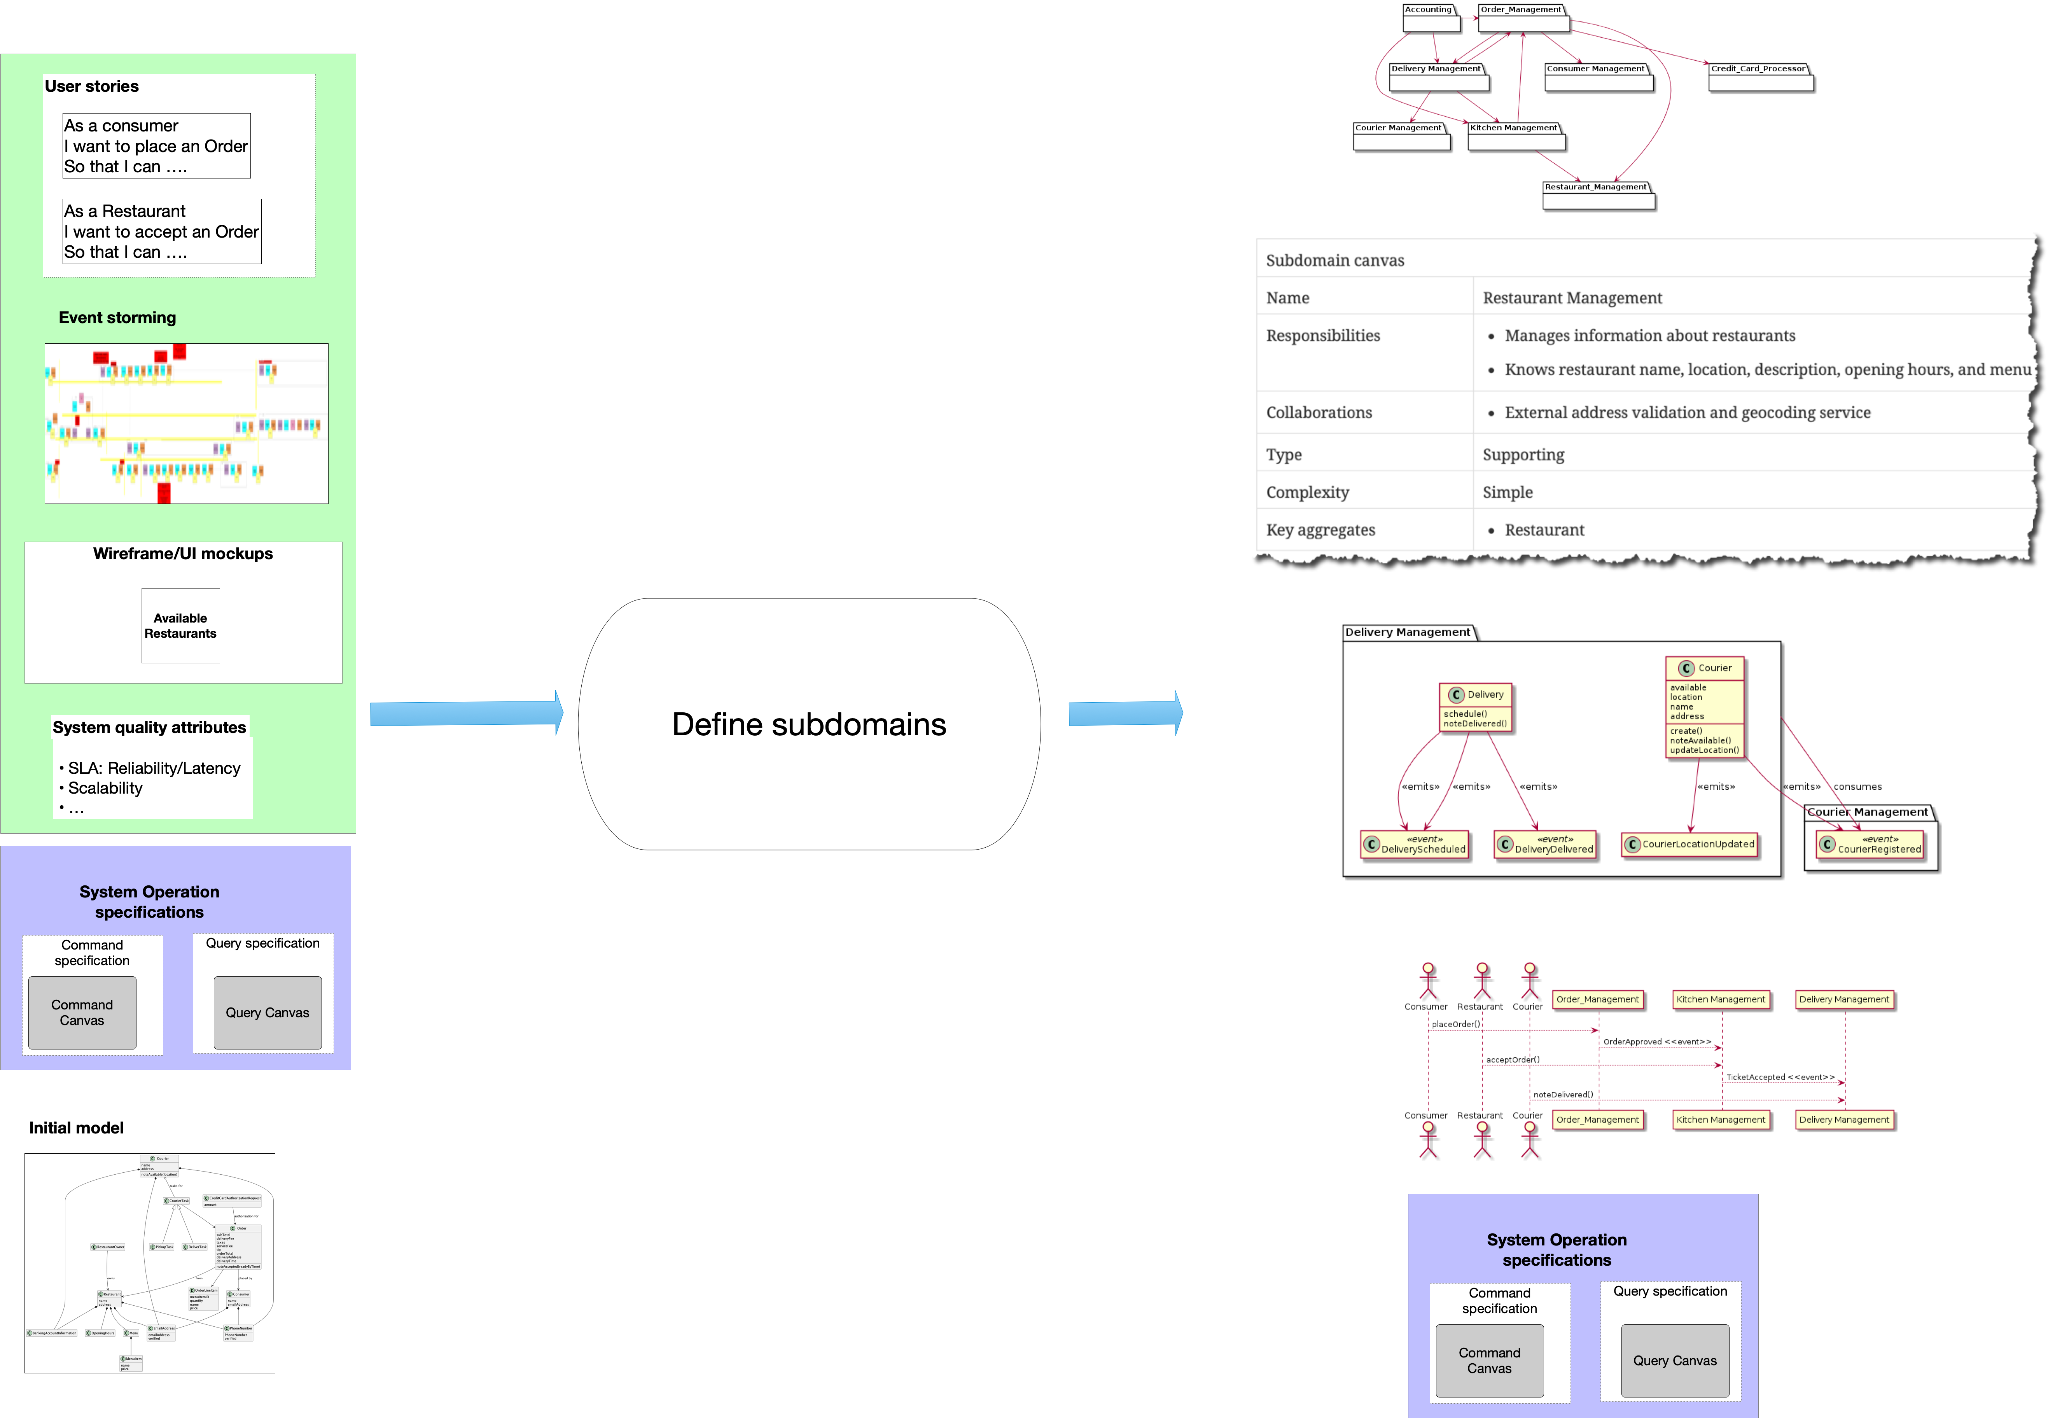 User stories
As a consumer
I want to place an Order
So that I can ....
As a Restaurant
I want to accept an Order
So that I can ....
Event storming
Wireframe/UI mockups
Available
Restaurants
System quality attributes
• SLA: Reliability/Latency
• Scalability
• ...
System Operation
specifications
Command
specification
Command
Canvas
Query specification
Query Canvas
Initial model
Define subdomains
Accounting
Order_Management
Delivery Management
Consumer Management
Credit_Card_Processor
Courier Management
Kitchen Management
Restaurant_Management
Subdomain canvas
Name
Restaurant Management
Responsibilities
• Manages information about restaurants
• Knows restaurant name, location, description, opening hours, and menu
Collaborations
• External address validation and geocoding service
Type
Supporting
Complexity
Simple
Key aggregates
• Restaurant
Delivery Management
C Delivery
schedule()
noteDelivered()
C Courier
available
location
name
address
create()
noteAvailable()
updateLocation()
«emits»
«emits»
«emits»
«emits»
«emits»
consumes
Courier Management
C «event»
DeliveryScheduled
C «event»
DeliveryDelivered
C CourierLocationUpdated
C «event»
CourierRegistered
Consumer
Restaurant
Courier
Order_Management
Kitchen Management
Delivery Management
placeOrder()
OrderApproved <<event>>
acceptOrder()
TicketAccepted <<event>>
noteDelivered()
Consumer
Restaurant
Courier
Order_Management
Kitchen Management
Delivery Management
System Operation
specifications
Command
specification
Command
Canvas
Query specification
Query Canvas